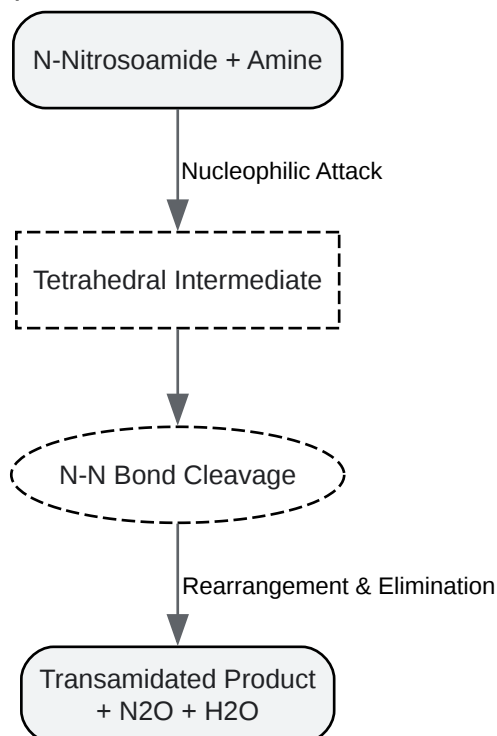 N-Nitrosoamide + Amine
Nucleophilic Attack
Tetrahedral Intermediate
N-N Bond Cleavage
Rearrangement & Elimination
Transamidated Product
+ N2O + H2O